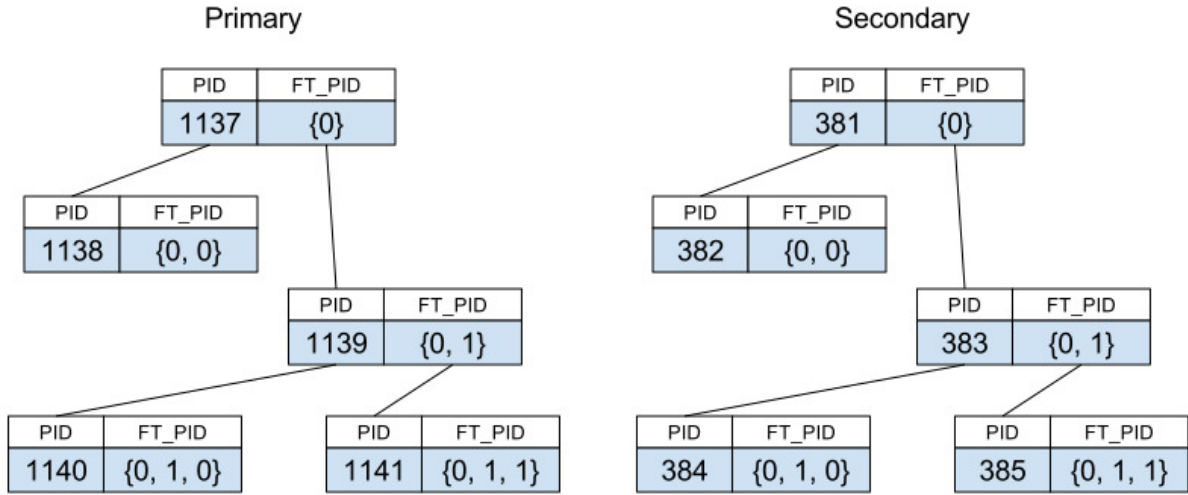 Primary
Secondary
PID FT_PID
1137 {0}
PID FT_PID
381 {0}
PID FT_PID
1138 {0, 0}
PID FT_PID
382 {0, 0}
PID FT_PID
1139 {0, 1}
PID FT_PID
383 {0, 1}
PID FT_PID
1140 {0, 1, 0}
PID FT_PID
1141 {0, 1, 1}
PID FT_PID
384 {0, 1, 0}
PID FT_PID
385 {0, 1, 1}